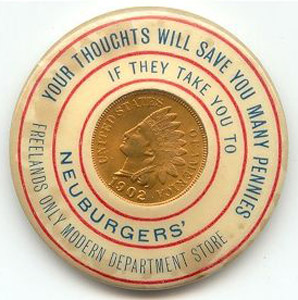 YOUR THOUGHTS WILL SAVE YOU MANY PENNIES
IF THEY TAKE YOU TO
NEUBURGERS'
FREELANDS ONLY MODERN DEPARTMENT STORE
UNITED STATES OF AMERICA
1902